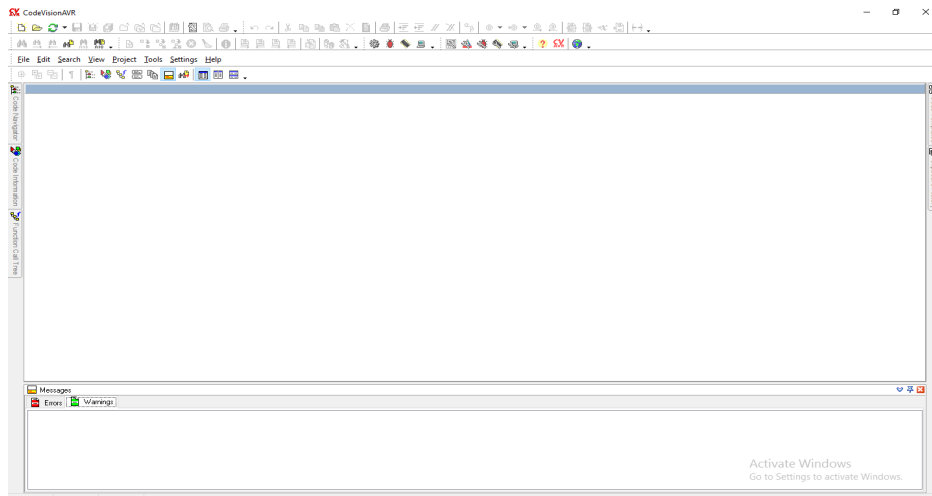 CodeVisionAVR
File Edit Search View Project Tools Settings Help
Code Navigator
Code Information
Function Call Tree
Messages
Errors Warnings
Activate Windows
Go to Settings to activate Windows.